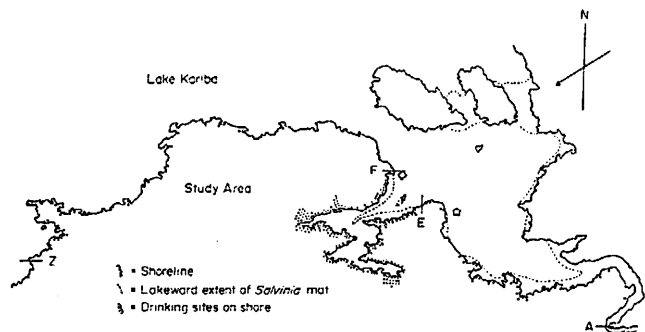 N
Lake Kariba
F
Study Area
E
Z
= Shoreline
= Lakeward extent of Salvinia mat
= Drinking sites on shore
A